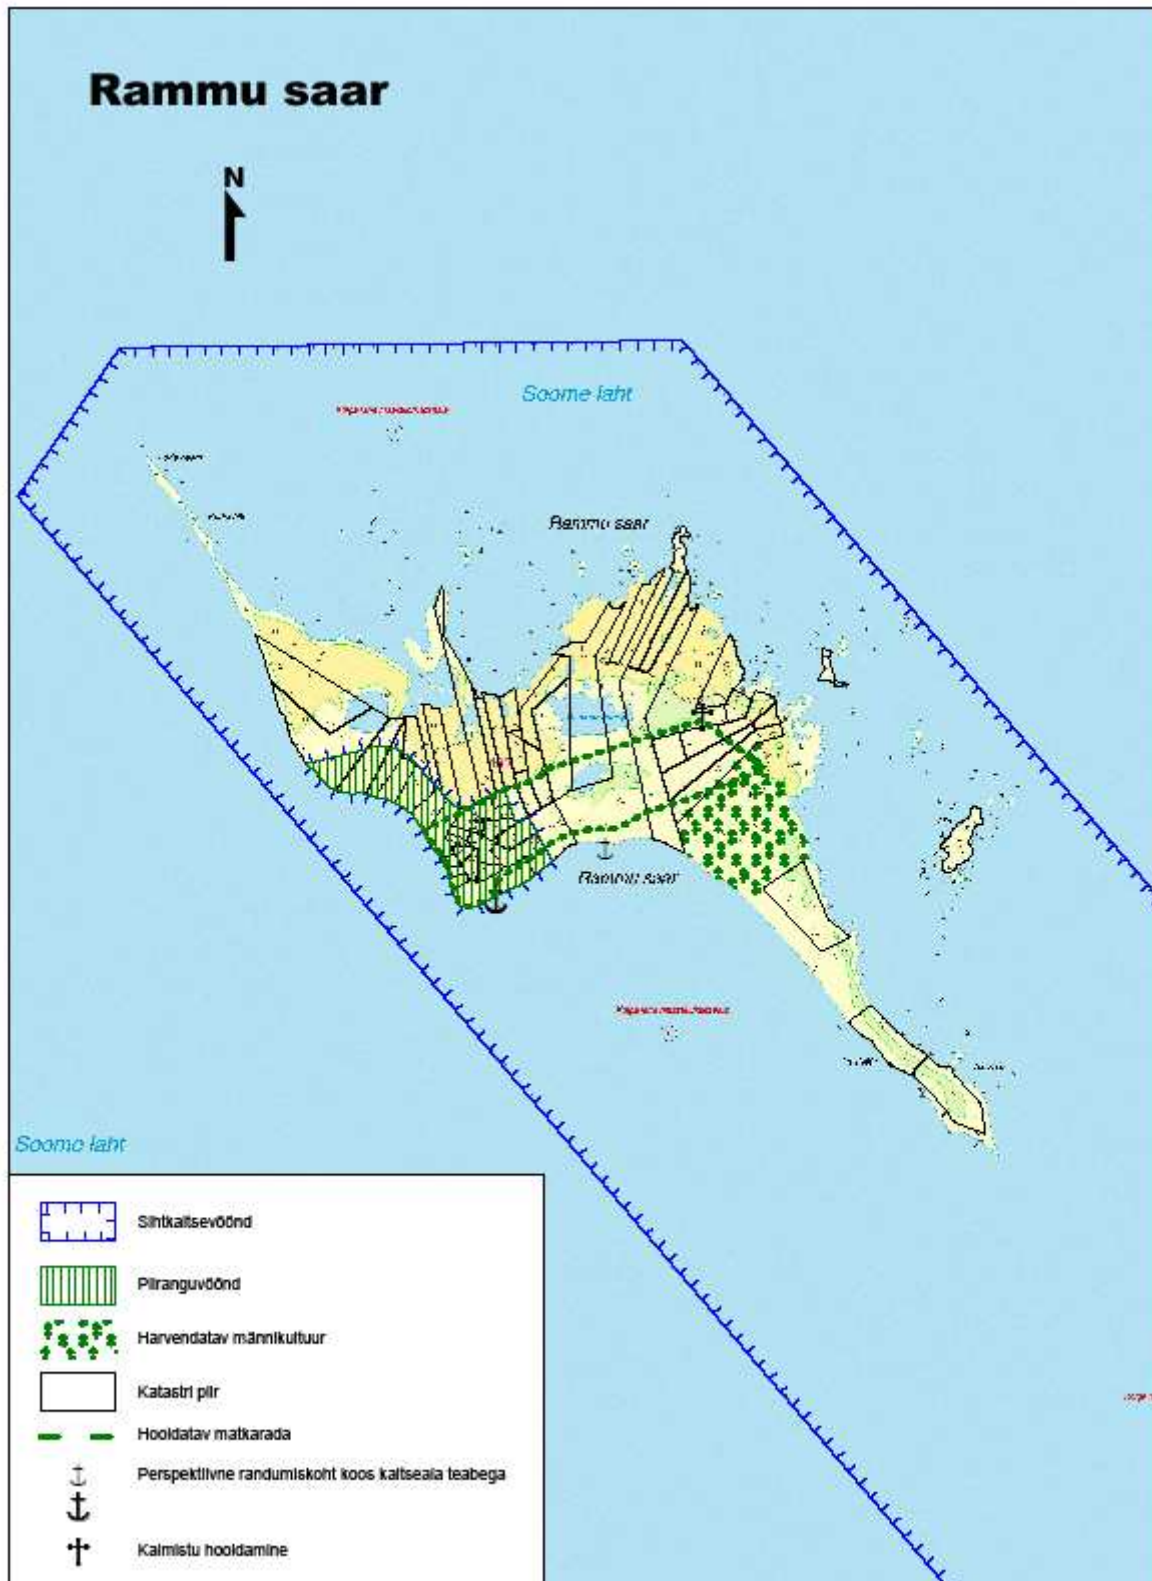 Rammu saar
N
Soome laht
Rammu saar
Rammu saar
Soome laht
Sihtkaitsevöönd
Piiranguvöönd
Harvendatav männikultuur
Katastri piir
Hooldatav matkarada
Perspektiivne randumiskoht koos kaitseala teabega
Kalmistu hooldamine